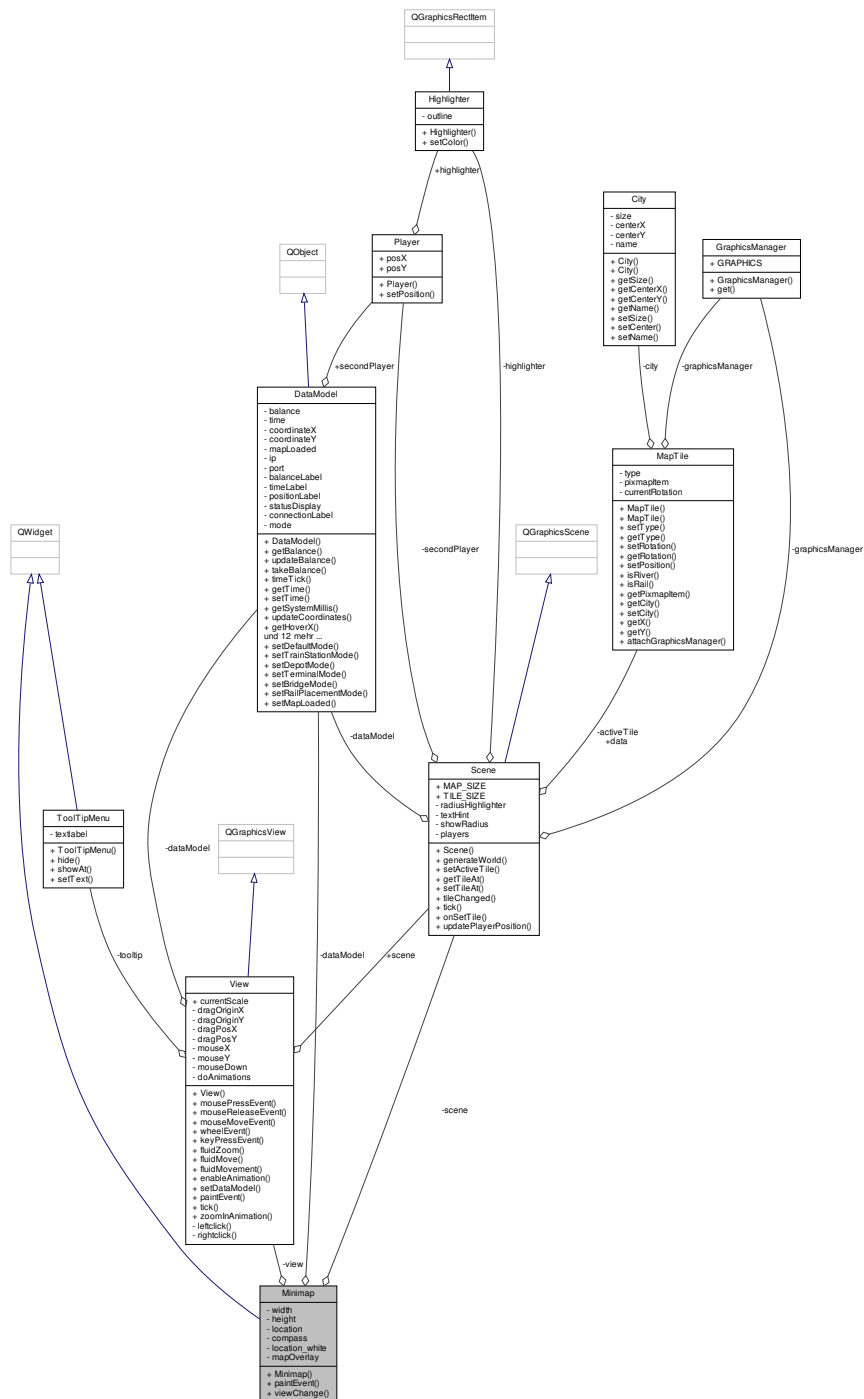 QGraphicsRectItem
Highlighter
- outline
+ Highlighter()
+ setColor()
+highlighter
City
- size
- centerX
- centerY
- name
+ City()
+ City()
+ getSize()
+ getCenterX()
+ getCenterY()
+ getName()
+ setSize()
+ setCenter()
+ setName()
Player
+ posX
+ posY
+ Player()
+ setPosition()
GraphicsManager
+ GRAPHICS
+ GraphicsManager()
+ get()
QObject
+secondPlayer
-highlighter
-city
-graphicsManager
DataModel
- balance
- time
- coordinateX
- coordinateY
- mapLoaded
- ip
- port
- balanceLabel
- timeLabel
- positionLabel
- statusDisplay
- connectionLabel
- mode
+ DataModel()
+ getBalance()
+ updateBalance()
+ takeBalance()
+ timeTick()
+ getTime()
+ setTime()
+ getSystemMillis()
+ updateCoordinates()
+ getHoverX()
und 12 mehr ...
+ setDefaultMode()
+ setTrainStationMode()
+ setDepotMode()
+ setTerminalMode()
+ setBridgeMode()
+ setRailPlacementMode()
+ setMapLoaded()
MapTile
- type
- pixmapItem
- currentRotation
+ MapTile()
+ MapTile()
+ setType()
+ getType()
+ setRotation()
+ getRotation()
+ setPosition()
+ isRiver()
+ isRail()
+ getPixmapItem()
+ getCity()
+ setCity()
+ getX()
+ getY()
+ attachGraphicsManager()
QWidget
-secondPlayer
QGraphicsScene
-graphicsManager
-dataModel
-activeTile
+data
Scene
+ MAP_SIZE
+ TILE_SIZE
- radiusHighlighter
- textHint
- showRadius
- players
+ Scene()
+ generateWorld()
+ setActiveTile()
+ getTileAt()
+ setTileAt()
+ tileChanged()
+ tick()
+ onSetTile()
+ updatePlayerPosition()
ToolTipMenu
- textlabel
+ ToolTipMenu()
+ hide()
+ showAt()
+ setText()
-dataModel
QGraphicsView
-tooltip
-dataModel
+scene
View
+ currentScale
- dragOriginX
- dragOriginY
- dragPosX
- dragPosY
- mouseX
- mouseY
- mouseDown
- doAnimations
+ View()
+ mousePressEvent()
+ mouseReleaseEvent()
+ mouseMoveEvent()
+ wheelEvent()
+ keyPressEvent()
+ fluidZoom()
+ fluidMove()
+ fluidMovement()
+ enableAnimation()
+ setDataModel()
+ paintEvent()
+ tick()
+ zoomInAnimation()
- leftclick()
- rightclick()
-scene
-view
Minimap
- width
- height
- location
- compass
- location_white
- mapOverlay
+ Minimap()
+ paintEvent()
+ viewChange()